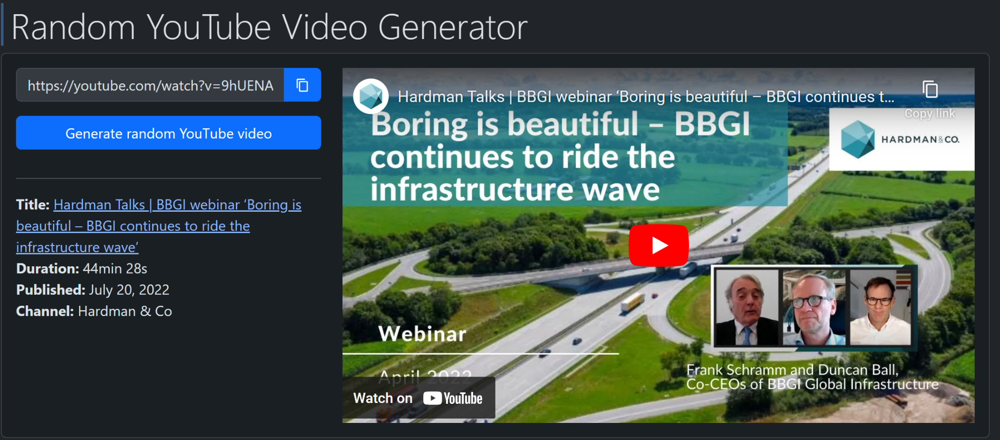 Random YouTube Video Generator
https://youtube.com/watch?v=9hUENA
Generate random YouTube video
Title: Hardman Talks | BBGI webinar ‘Boring is
beautiful – BBGI continues to ride the
infrastructure wave’
Duration: 44min 28s
Published: July 20, 2022
Channel: Hardman & Co
Hardman Talks | BBGI webinar ‘Boring is beautiful – BBGI continues t...
Copy link
Boring is beautiful – BBGI
continues to ride the
infrastructure wave
HARDMAN&CO.
Webinar
April 2022
Frank Schramm and Duncan Ball,
Co-CEOs of BBGI Global Infrastructure
Watch on YouTube